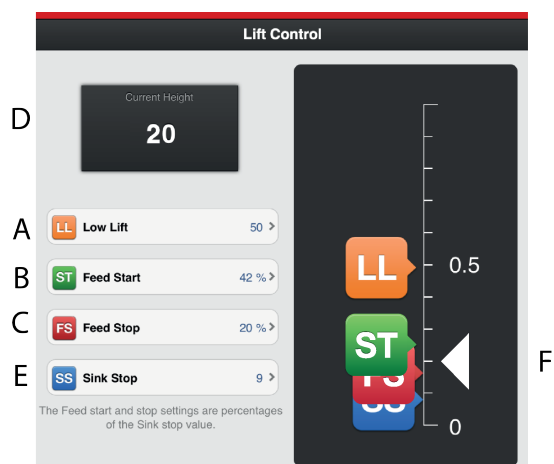 Lift Control
D
Current Height
20
A
LL Low Lift 50 >
B
ST Feed Start 42 % >
C
FS Feed Stop 20 % >
E
SS Sink Stop 9 >
The Feed start and stop settings are percentages
of the Sink stop value.
LL
0.5
ST
FS
SS
0
F